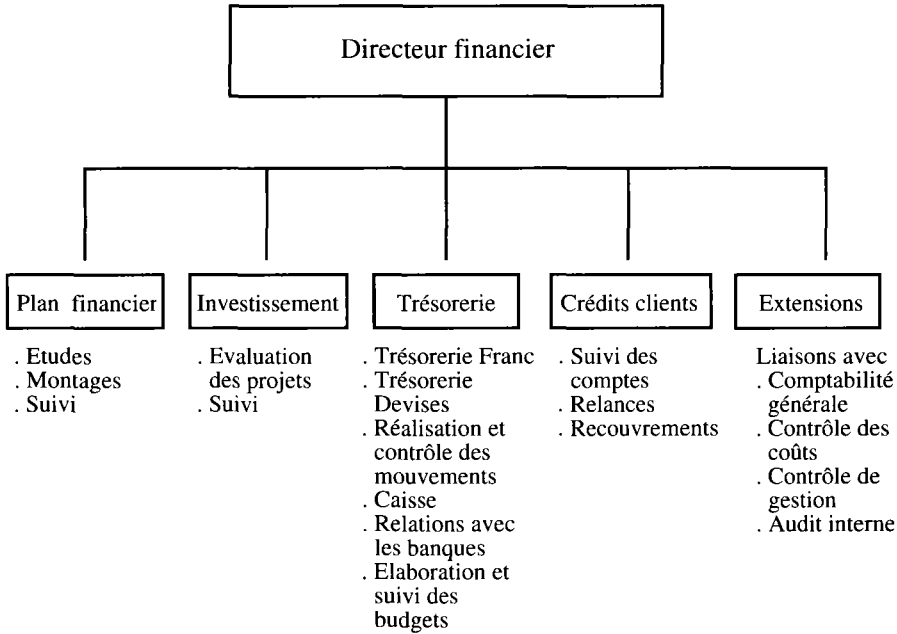 Directeur financier
Plan financier
. Etudes
. Montages
. Suivi
Investissement
. Evaluation
des projets
. Suivi
Trésorerie
. Trésorerie Franc
. Trésorerie
Devises
. Réalisation et
contrôle des
mouvements
. Caisse
. Relations avec
les banques
. Elaboration et
suivi des
budgets
Crédits clients
. Suivi des
comptes
. Relances
. Recouvrements
Extensions
Liaisons avec
. Comptabilité
générale
. Contrôle des
coûts
. Contrôle de
gestion
. Audit interne